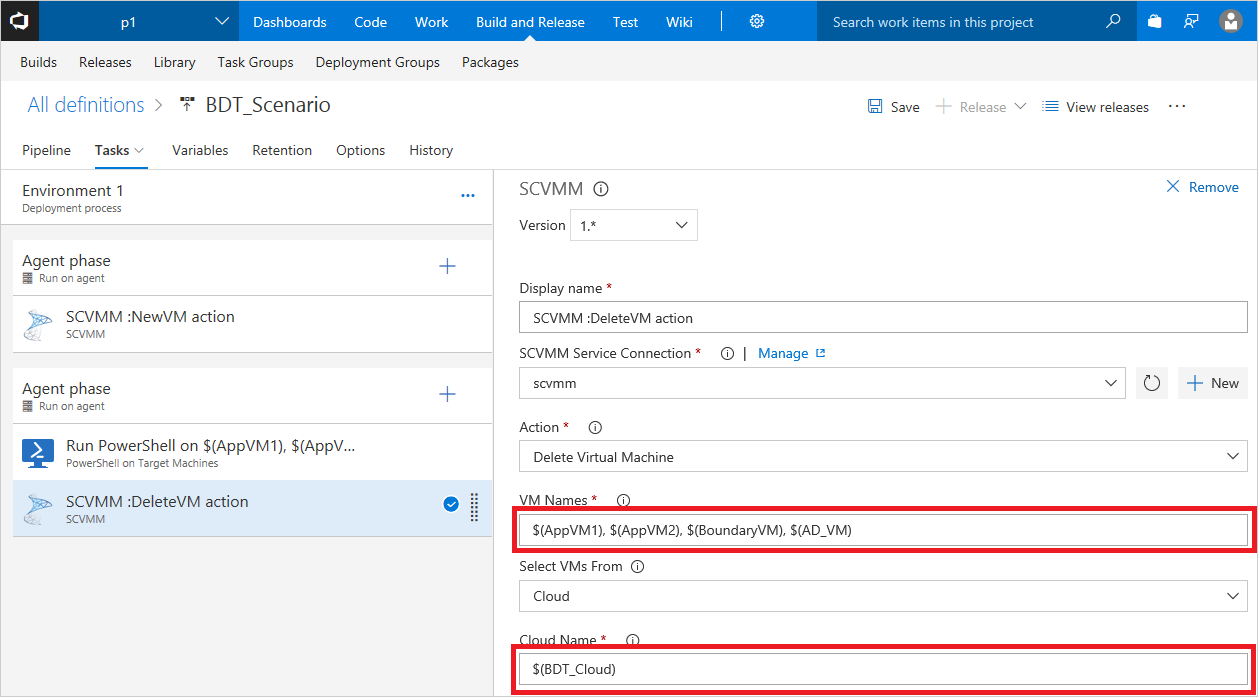 p1 Dashboards Code Work Build and Release Test Wiki Search work items in this project
Builds Releases Library Task Groups Deployment Groups Packages
All definitions > BDT_Scenario Save Release View releases ...
Pipeline Tasks Variables Retention Options History
Environment 1
Deployment process
Agent phase
Run on agent
SCVMM :NewVM action
SCVMM
Agent phase
Run on agent
Run PowerShell on $(AppVM1), $(AppV...
PowerShell on Target Machines
SCVMM :DeleteVM action
SCVMM
SCVMM Remove
Version 1.*
Display name *
SCVMM :DeleteVM action
SCVMM Service Connection * | Manage
scvmm New
Action *
Delete Virtual Machine
VM Names *
$(AppVM1), $(AppVM2), $(BoundaryVM), $(AD_VM)
Select VMs From
Cloud
Cloud Name *
$(BDT_Cloud)